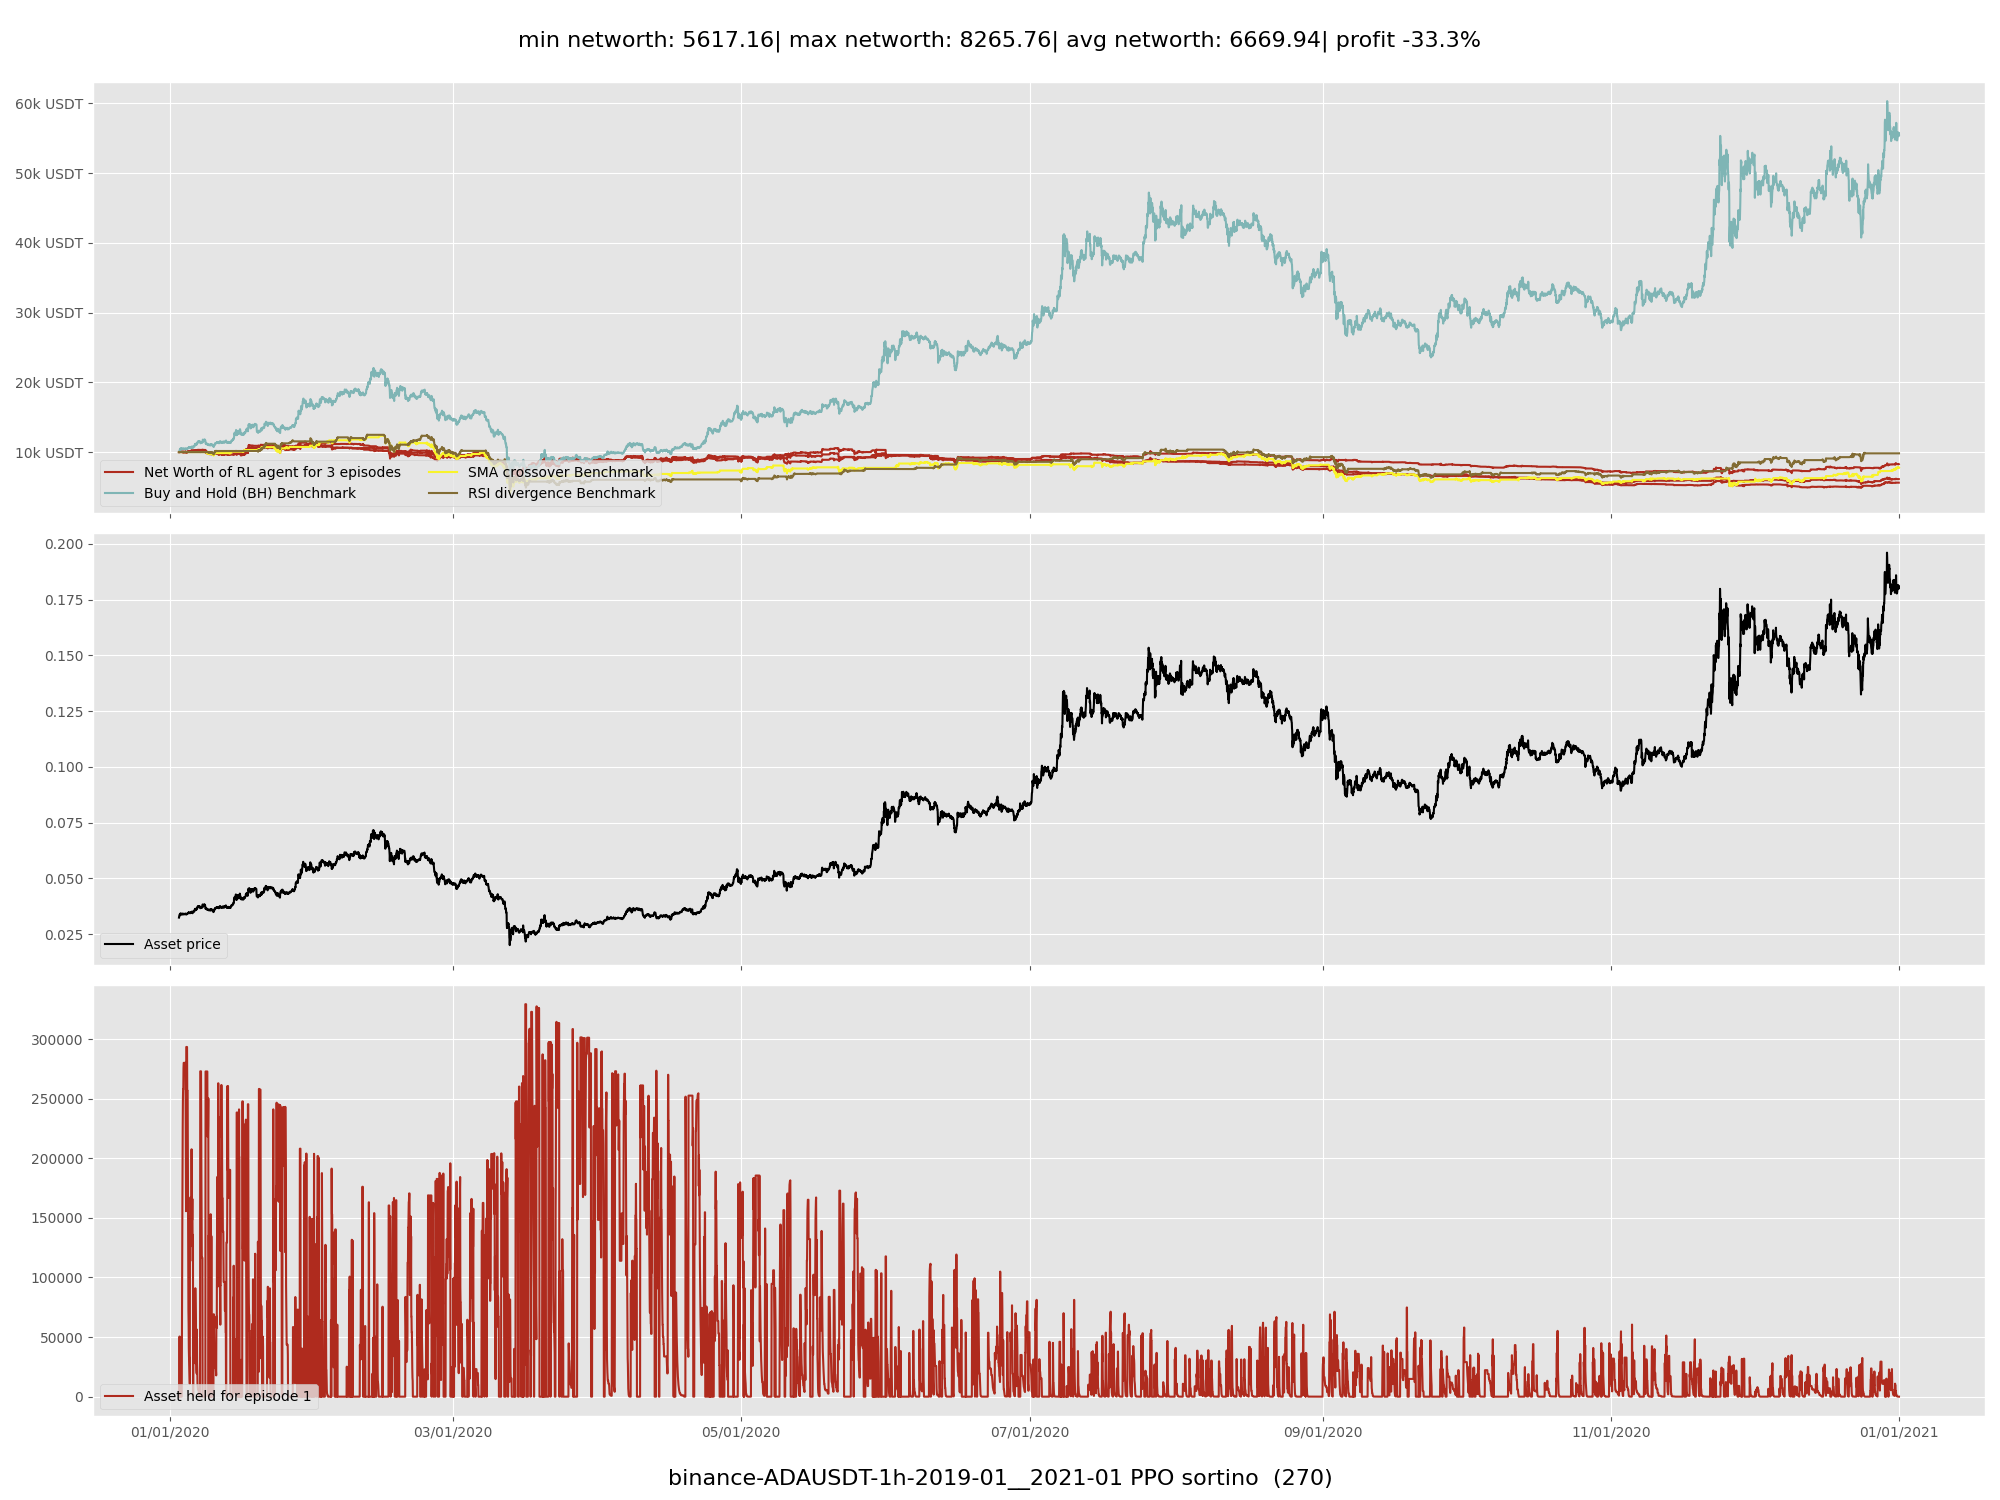 min networth: 5617.16| max networth: 8265.76| avg networth: 6669.94| profit -33.3%
60k USDT
50k USDT
40k USDT
30k USDT
20k USDT
10k USDT
Net Worth of RL agent for 3 episodes
Buy and Hold (BH) Benchmark
SMA crossover Benchmark
RSI divergence Benchmark
0.200
0.175
0.150
0.125
0.100
0.075
0.050
0.025
Asset price
300000
250000
200000
150000
100000
50000
0
Asset held for episode 1
01/01/2020 03/01/2020 05/01/2020 07/01/2020 09/01/2020 11/01/2020 01/01/2021
binance-ADAUSDT-1h-2019-01__2021-01 PPO sortino (270)